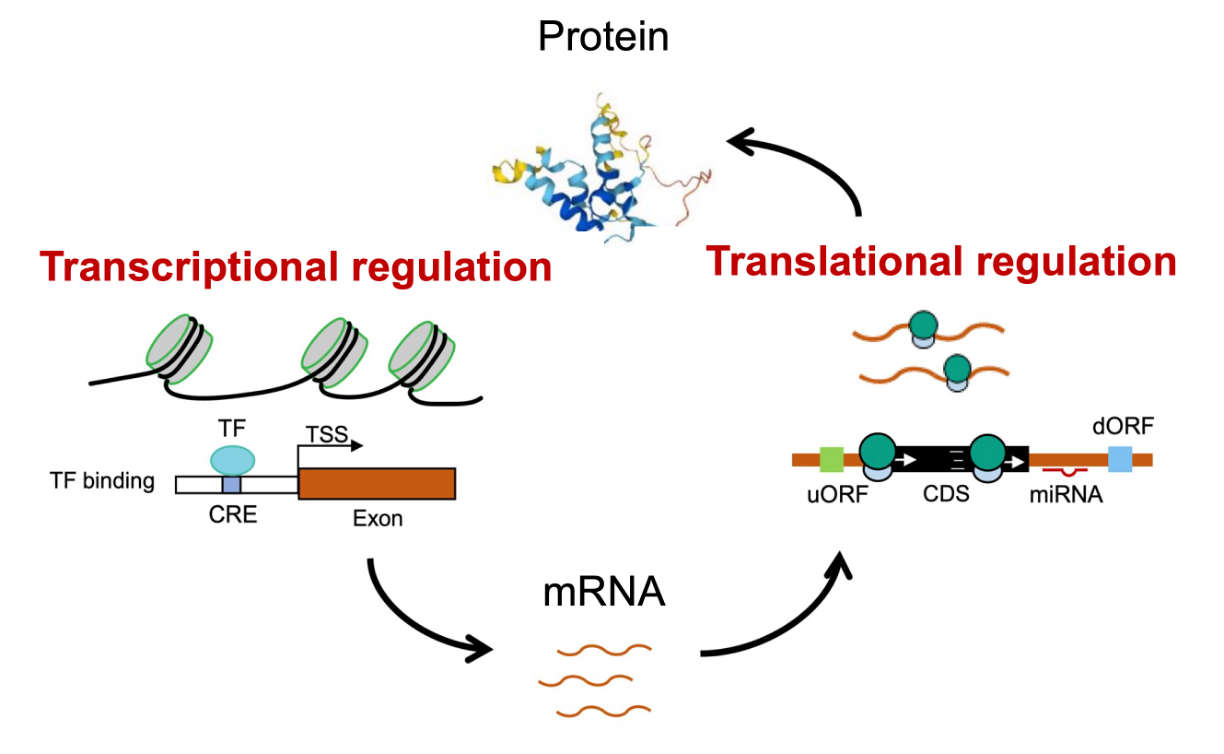 Protein
Transcriptional regulation
Translational regulation
TF
TSS
TF binding
CRE
Exon
dORF
uORF
CDS
miRNA
mRNA